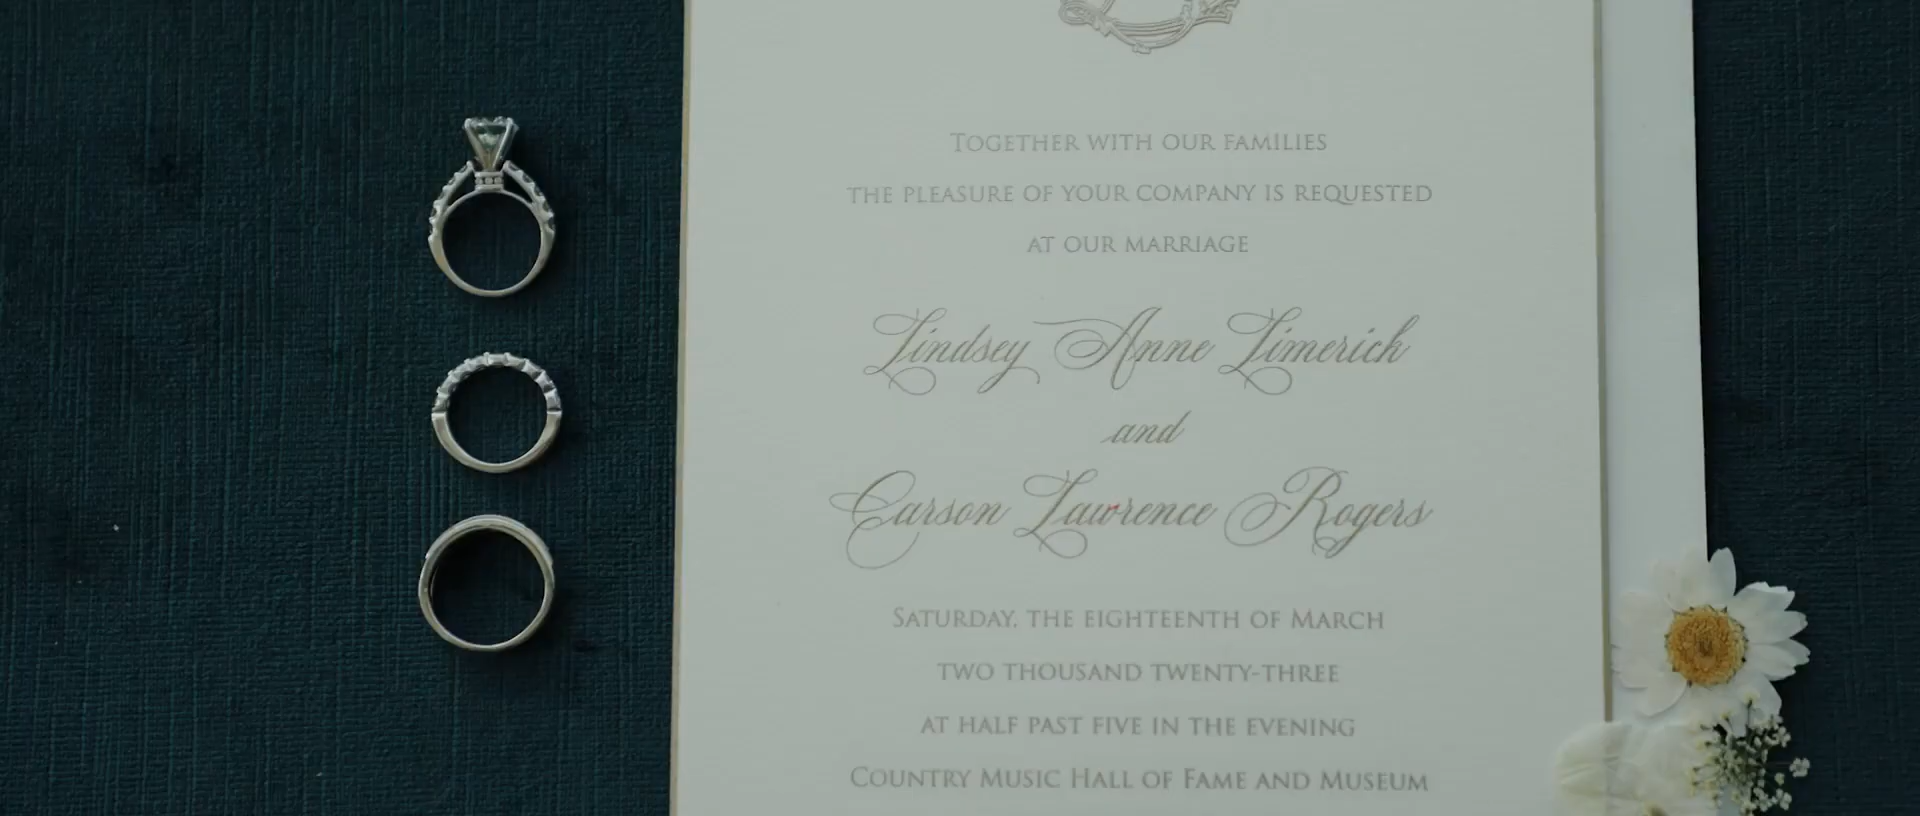 Together with our families
the pleasure of your company is requested
at our marriage
Lindsey Anne Limerick
and
Carson Lawrence Rogers
Saturday, the eighteenth of March
two thousand twenty-three
at half past five in the evening
Country Music Hall of Fame and Museum